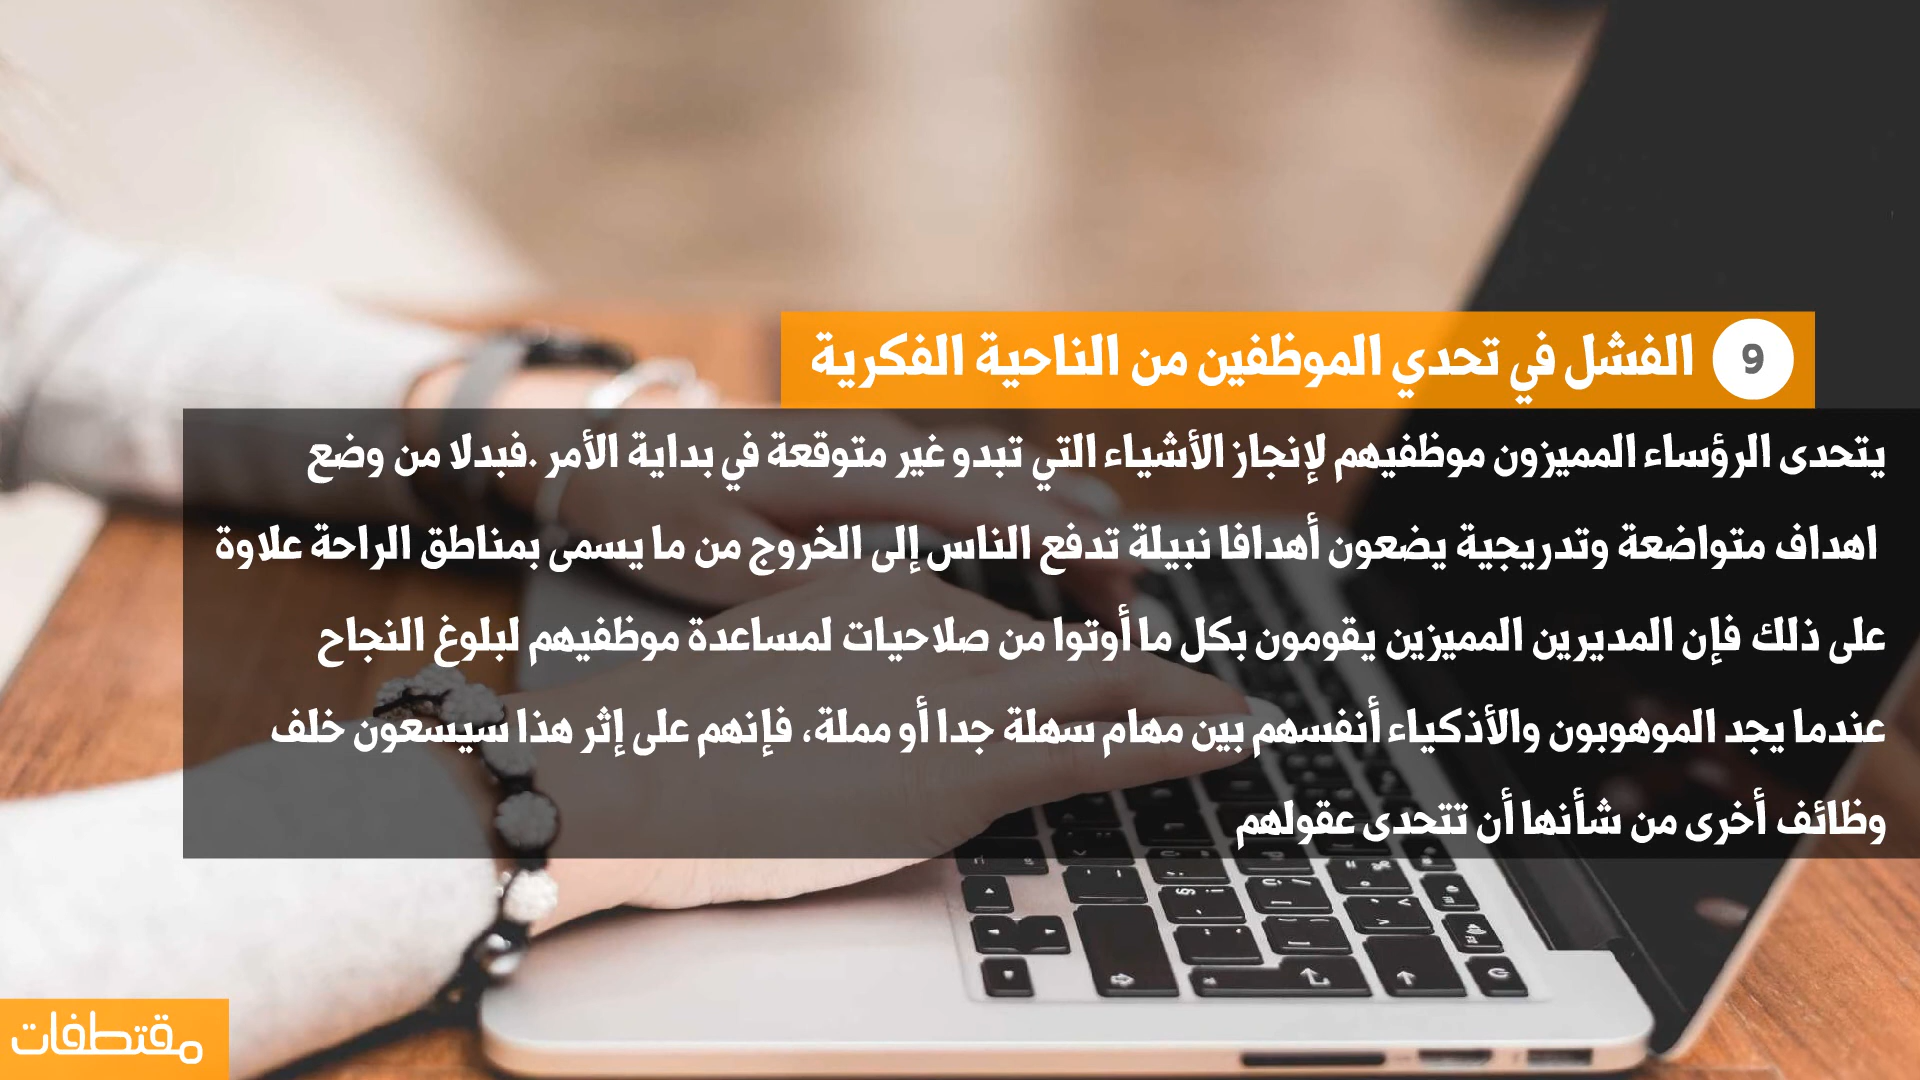 9 الفشل في تحدي الموظفين من الناحية الفكرية
يتحدى الرؤساء المميزون موظفيهم لإنجاز الأشياء التي تبدو غير متوقعة في بداية الأمر .فبدلا من وضع
اهداف متواضعة وتدريجية يضعون أهدافا نبيلة تدفع الناس إلى الخروج من ما يسمى بمناطق الراحة علاوة
على ذلك فإن المديرين المميزين يقومون بكل ما أوتوا من صلاحيات لمساعدة موظفيهم لبلوغ النجاح
عندما يجد الموهوبون والأذكياء أنفسهم بين مهام سهلة جدا أو مملة، فإنهم على إثر هذا سيسعون خلف
وظائف أخرى من شأنها أن تتحدى عقولهم
مقتطفات